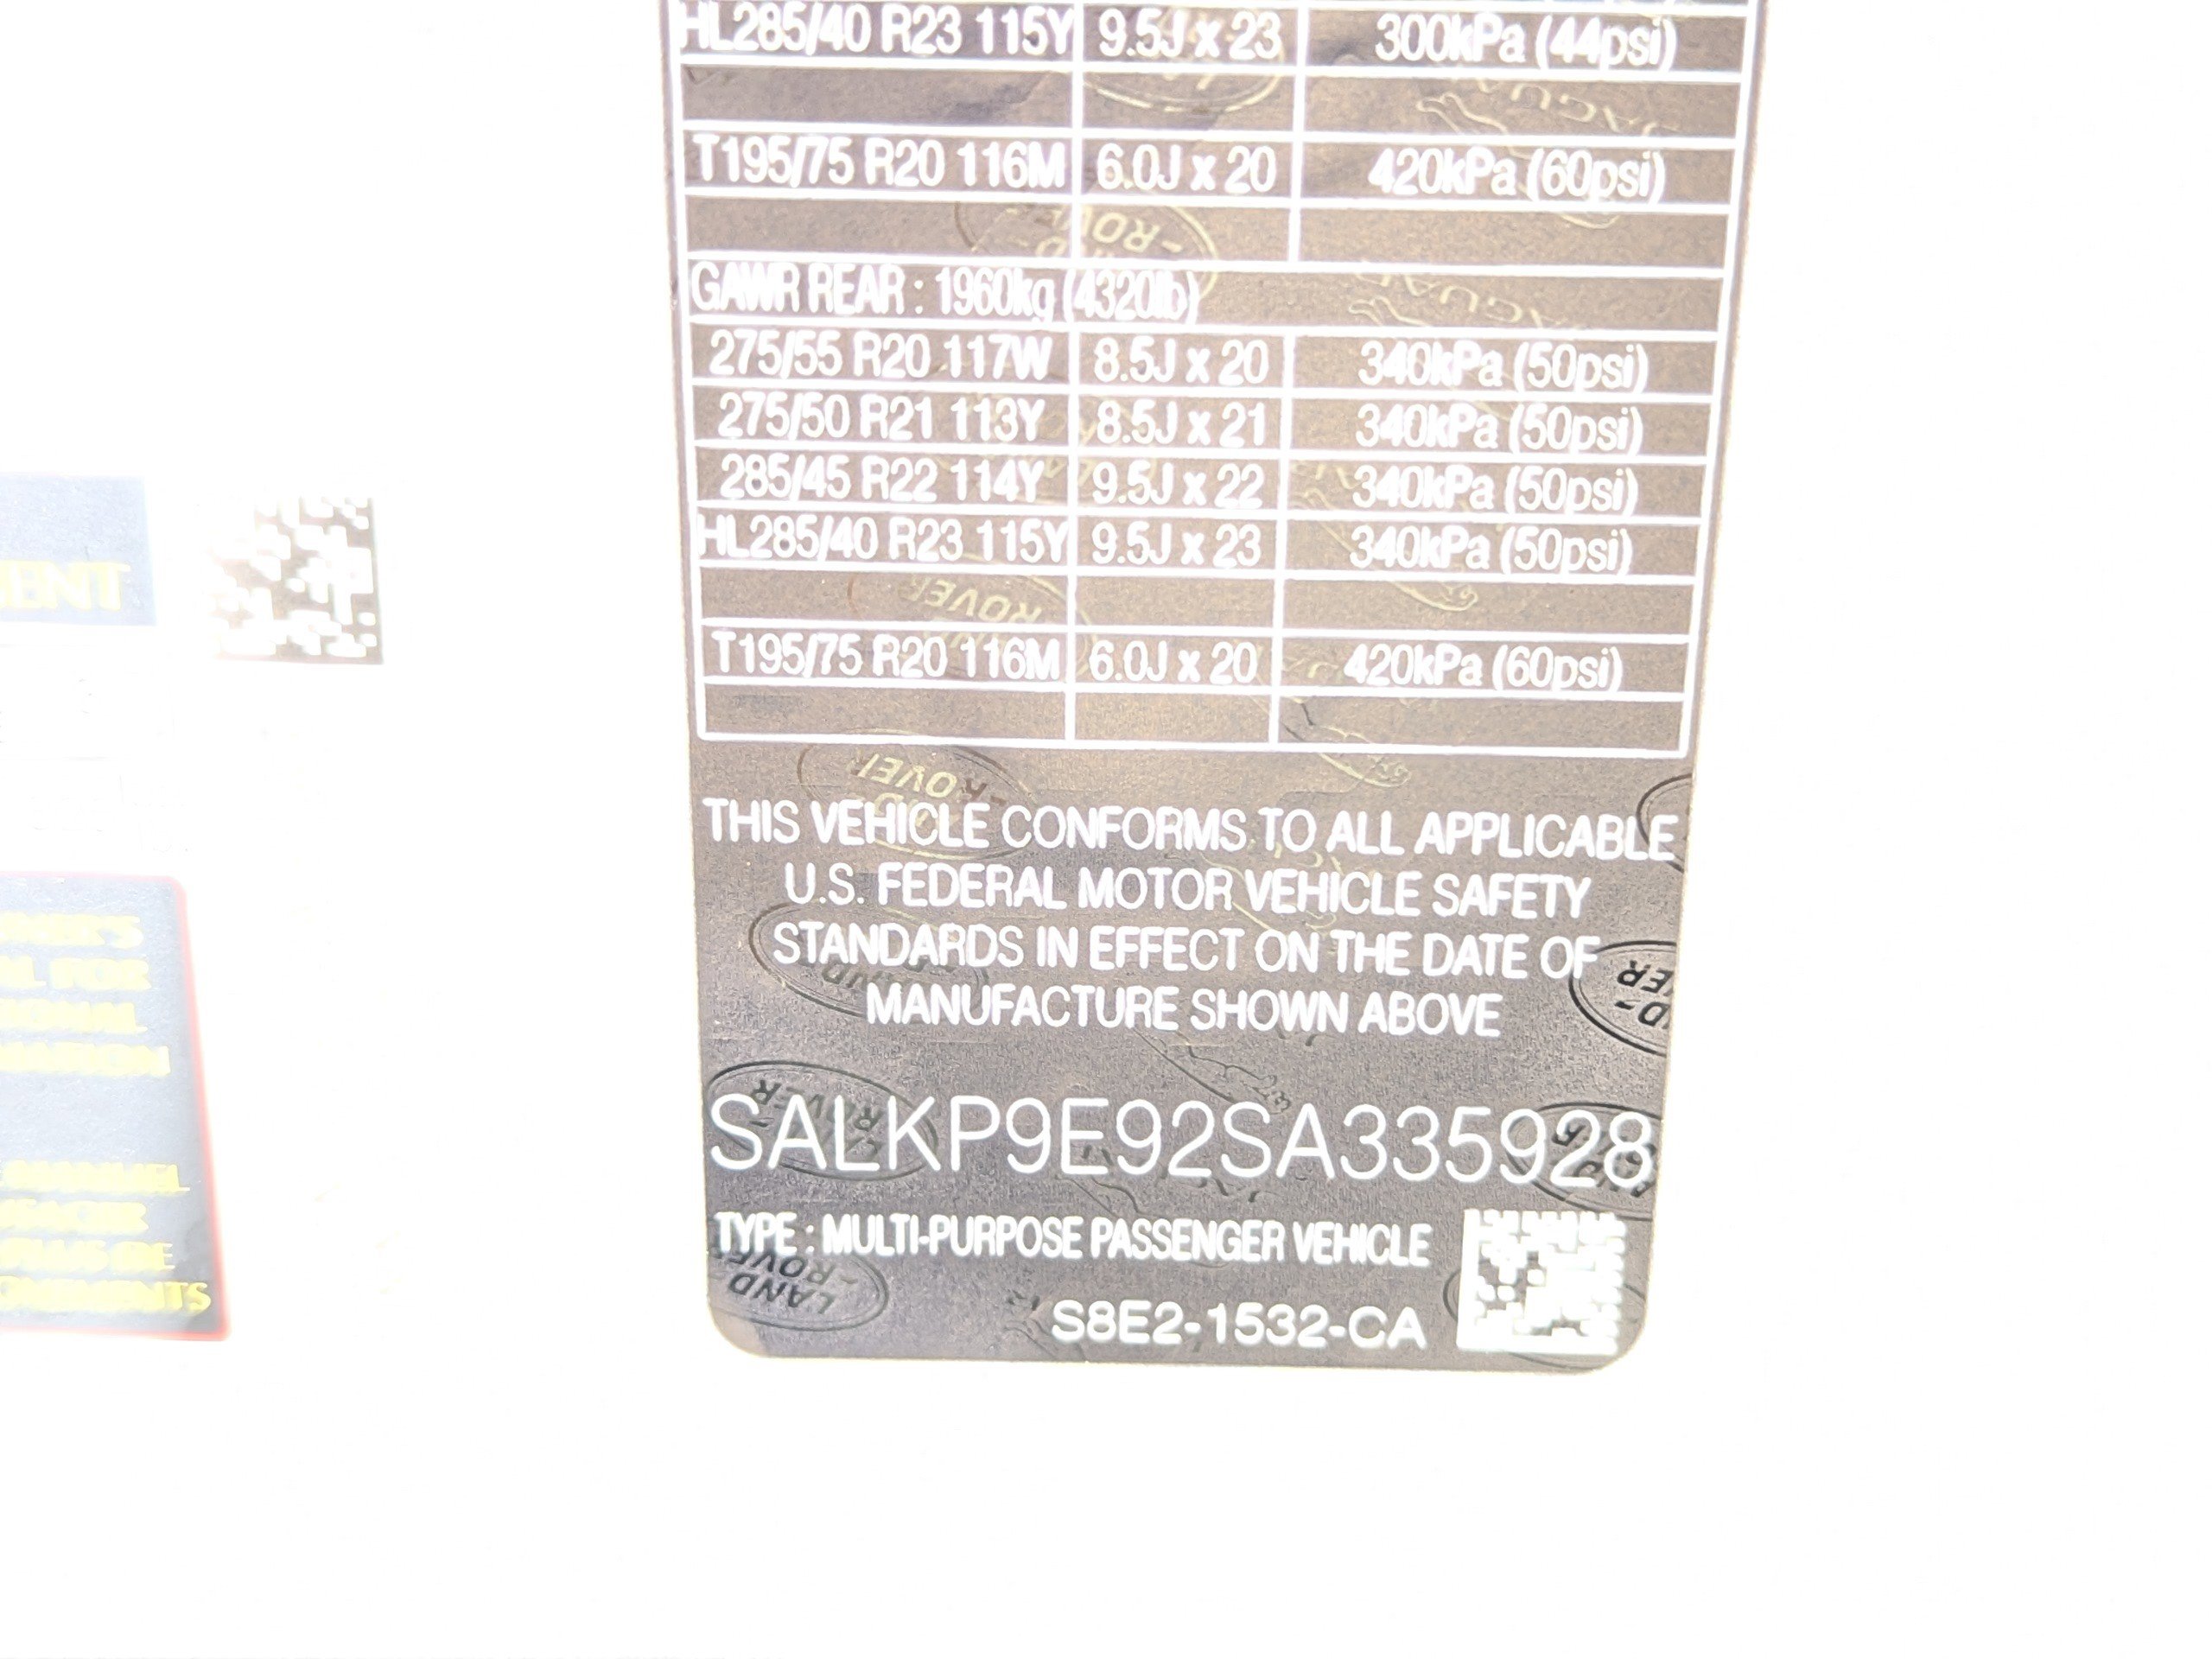 HL285/40 R23 115Y 9.5J x 23 300kPa (44psi)
T195/75 R20 116M 6.0J x 20 420kPa (60psi)
GAWR REAR : 1960kg (4320lb)
275/55 R20 117W 8.5J x 20 340kPa (50psi)
275/50 R21 113Y 8.5J x 21 340kPa (50psi)
285/45 R22 114Y 9.5J x 22 340kPa (50psi)
HL285/40 R23 115Y 9.5J x 23 340kPa (50psi)
T195/75 R20 116M 6.0J x 20 420kPa (60psi)
THIS VEHICLE CONFORMS TO ALL APPLICABLE
U.S. FEDERAL MOTOR VEHICLE SAFETY
STANDARDS IN EFFECT ON THE DATE OF
MANUFACTURE SHOWN ABOVE
SALKP9E92SA335928
TYPE : MULTI-PURPOSE PASSENGER VEHICLE
S8E2-1532-CA
LAND ROVER
JAGUAR
FOR